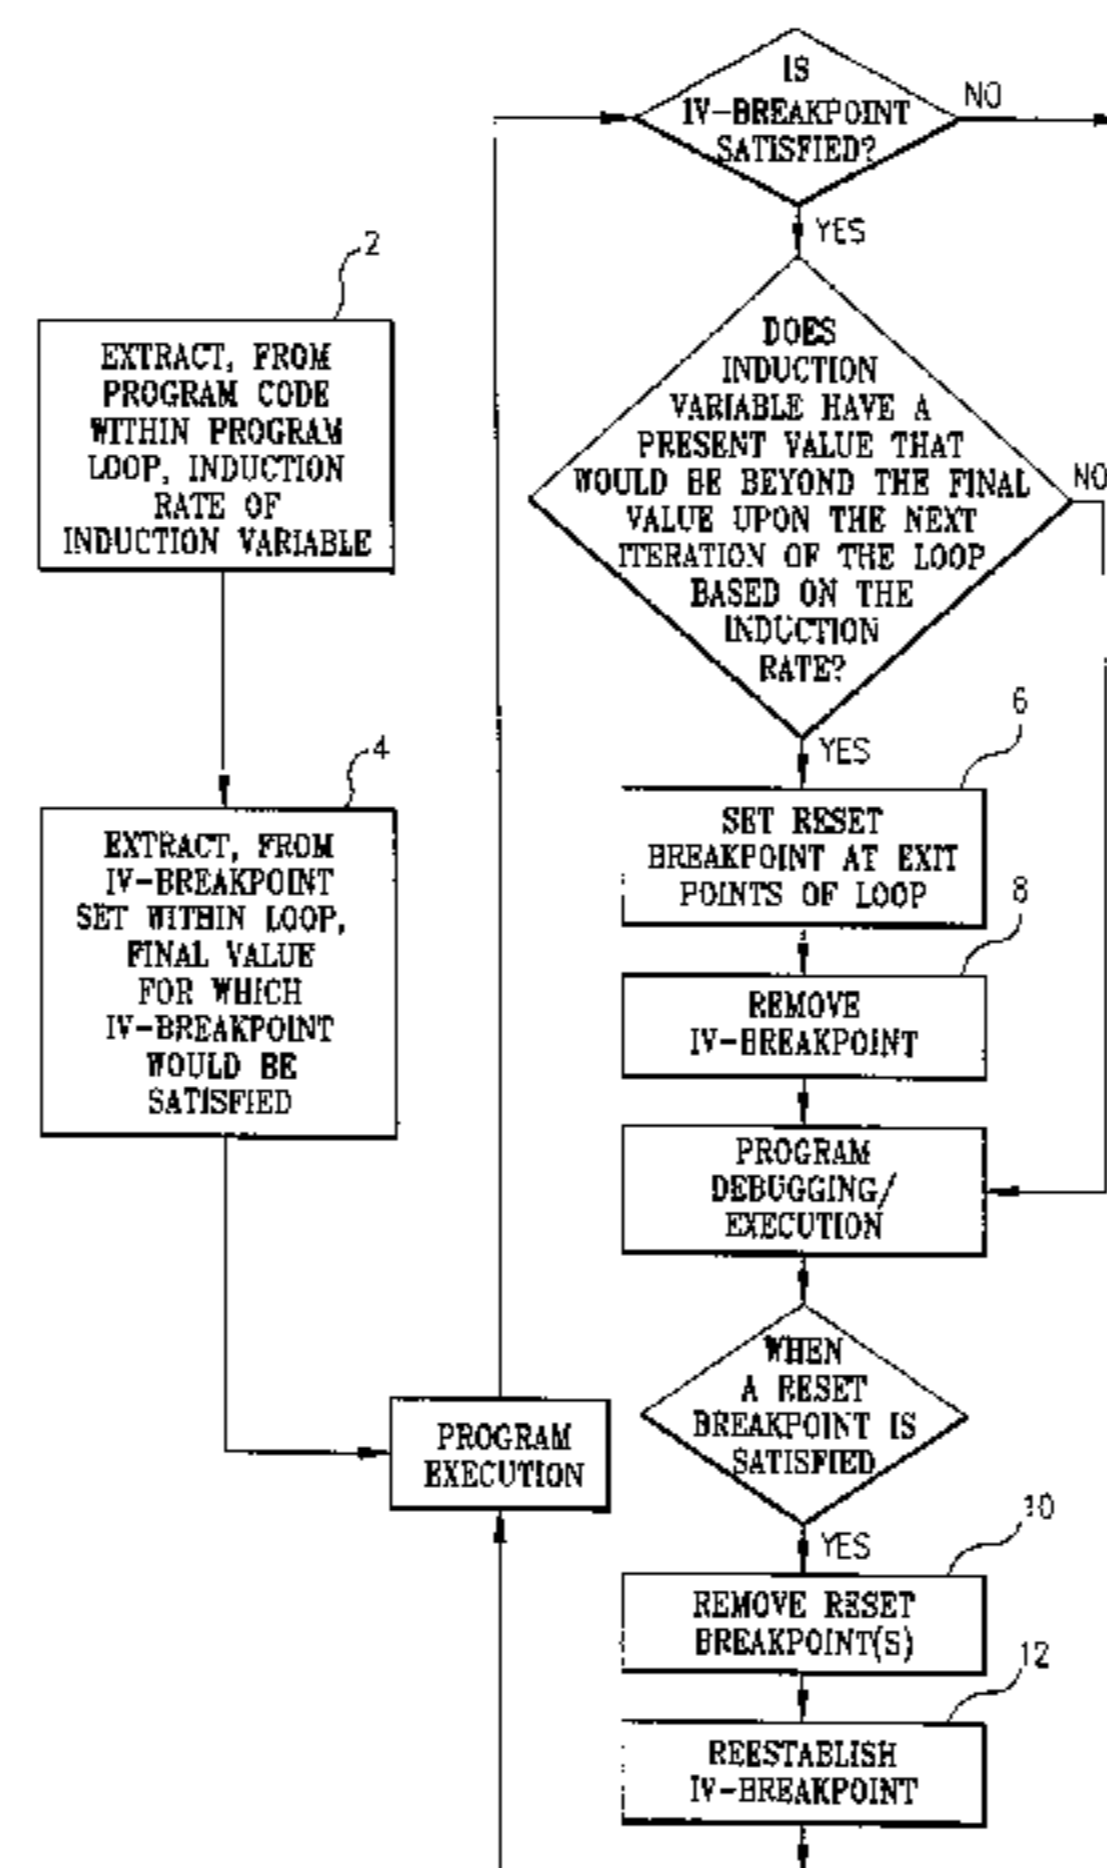 IS
IV-BREAKPOINT
SATISFIED?
NO
YES
2
EXTRACT, FROM
PROGRAM CODE
WITHIN PROGRAM
LOOP, INDUCTION
RATE OF
INDUCTION VARIABLE
DOES
INDUCTION
VARIABLE HAVE A
PRESENT VALUE THAT
WOULD BE BEYOND THE FINAL
VALUE UPON THE NEXT
ITERATION OF THE LOOP
BASED ON THE
INDUCTION
RATE?
NO
YES
4
EXTRACT, FROM
IV-BREAKPOINT
SET WITHIN LOOP,
FINAL VALUE
FOR WHICH
IV-BREAKPOINT
WOULD BE
SATISFIED
6
SET RESET
BREAKPOINT AT EXIT
POINTS OF LOOP
8
REMOVE
IV-BREAKPOINT
PROGRAM
DEBUGGING/
EXECUTION
WHEN
A RESET
BREAKPOINT IS
SATISFIED
YES
PROGRAM
EXECUTION
10
REMOVE RESET
BREAKPOINT(S)
12
REESTABLISH
IV-BREAKPOINT